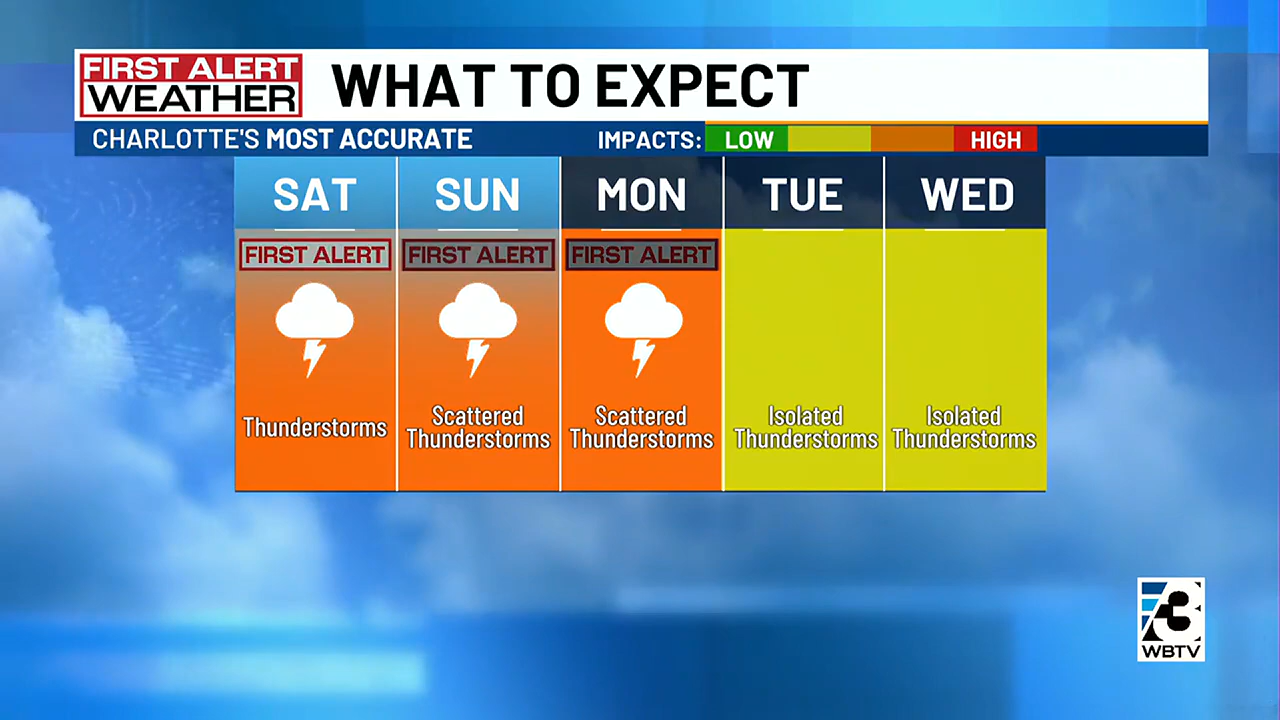 FIRST ALERT
WEATHER
WHAT TO EXPECT
CHARLOTTE'S MOST ACCURATE
IMPACTS: LOW HIGH
SAT SUN MON TUE WED
FIRST ALERT FIRST ALERT FIRST ALERT
Thunderstorms
Scattered
Thunderstorms
Scattered
Thunderstorms
Isolated
Thunderstorms
Isolated
Thunderstorms
3
WBTV